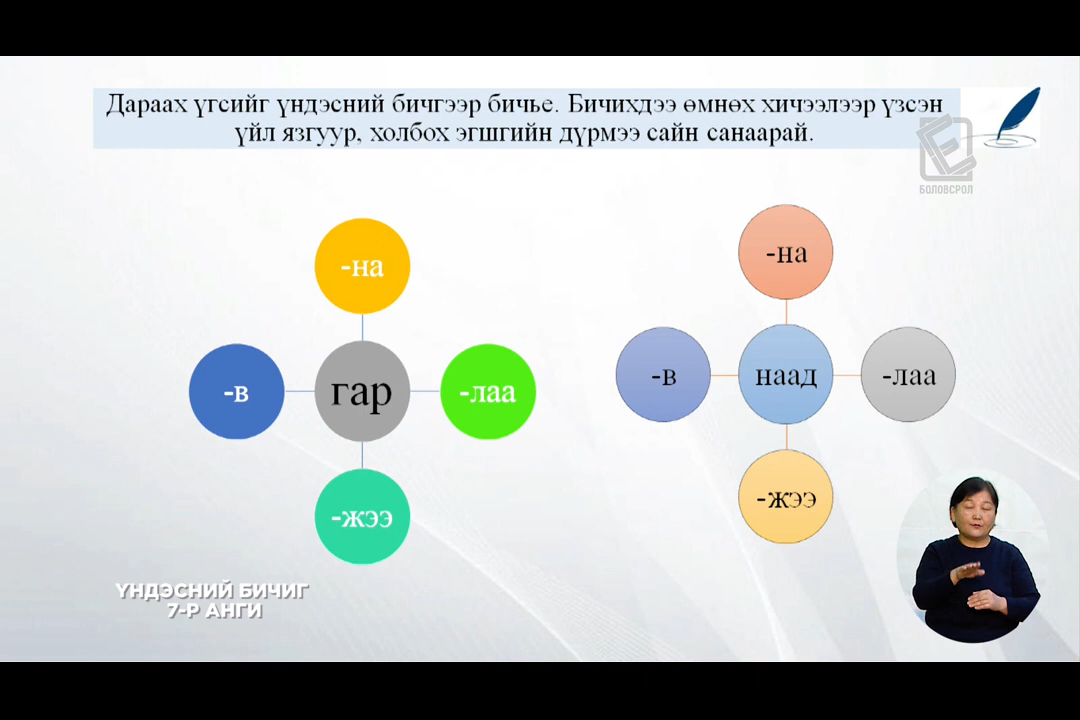 Дараах үгсийг үндэсний бичгээр бичье. Бичихдээ өмнөх хичээлээр үзсэн
үйл язгуур, холбох эгшгийн дүрмээ сайн санаарай.
БОЛОВСРОЛ
-на
-в
гар
-лаа
-жээ
-на
-в
наад
-лаа
-жээ
ҮНДЭСНИЙ БИЧИГ
7-Р АНГИ